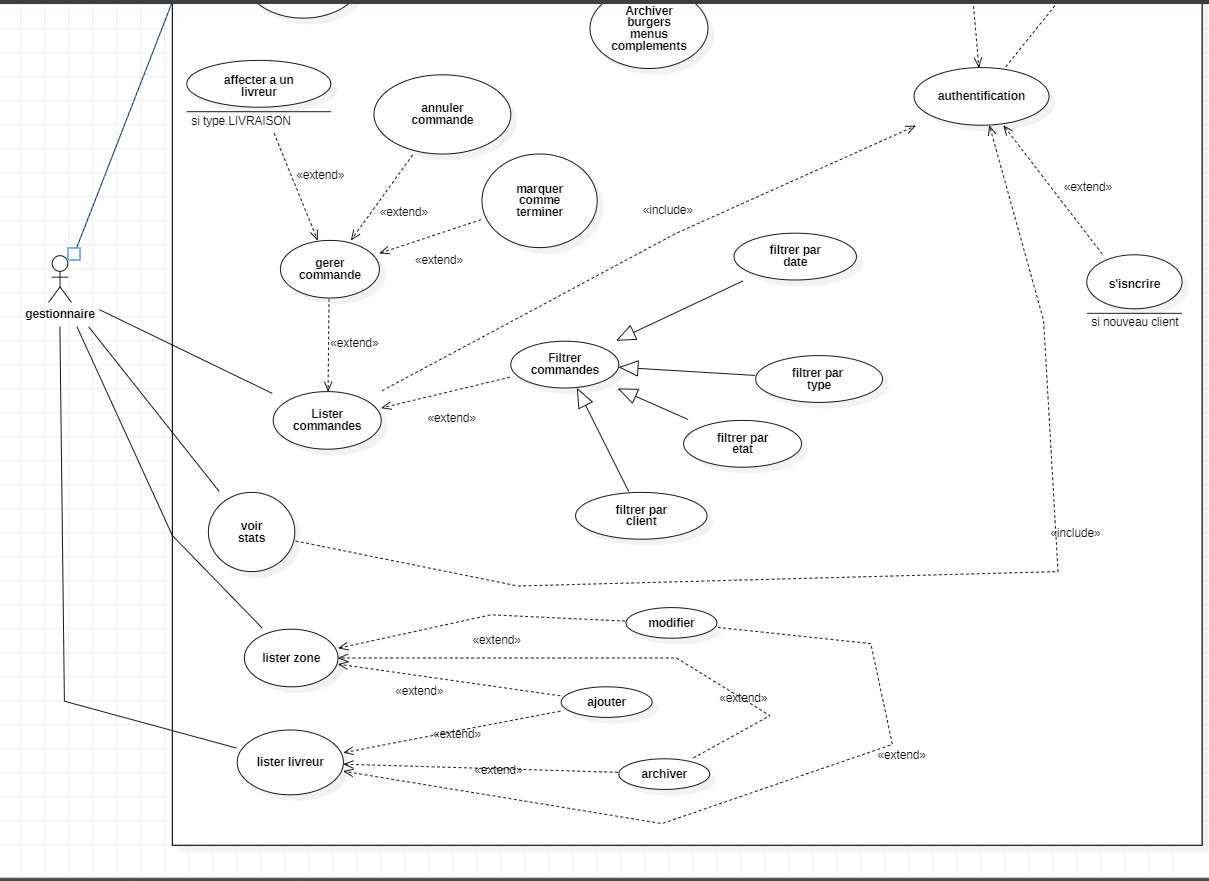 Archiver
burgers
menus
complements
affecter a un
livreur
si type.LIVRAISON
annuler
commande
authentification
«extend»
marquer
comme
terminer
«extend»
«extend»
«include»
«extend»
gerer
commande
filtrer par
date
s'isncrire
si nouveau client
gestionnaire
«extend»
Filtrer
commandes
filtrer par
type
Lister
commandes
«extend»
filtrer par
etat
filtrer par
client
voir
stats
«include»
modifier
«extend»
lister zone
«extend»
ajouter
«extend»
«extend»
lister livreur
«extend»
archiver
«extend»